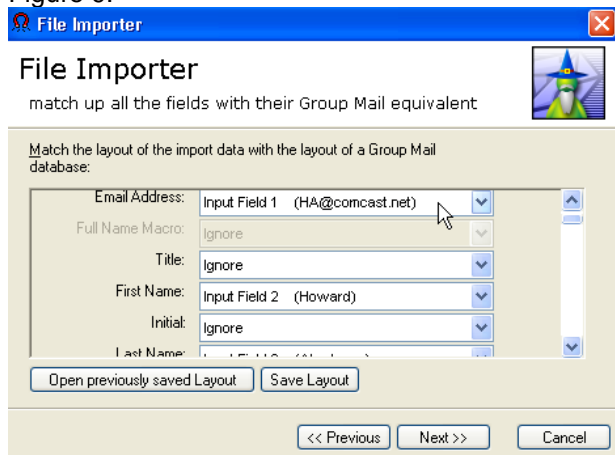 File Importer
File Importer
match up all the fields with their Group Mail equivalent
Match the layout of the import data with the layout of a Group Mail
database:
Email Address: Input Field 1 (HA@comcast.net)
Full Name Macro: Ignore
Title: Ignore
First Name: Input Field 2 (Howard)
Initial: Ignore
Last Name:
Open previously saved Layout Save Layout
<< Previous Next >> Cancel